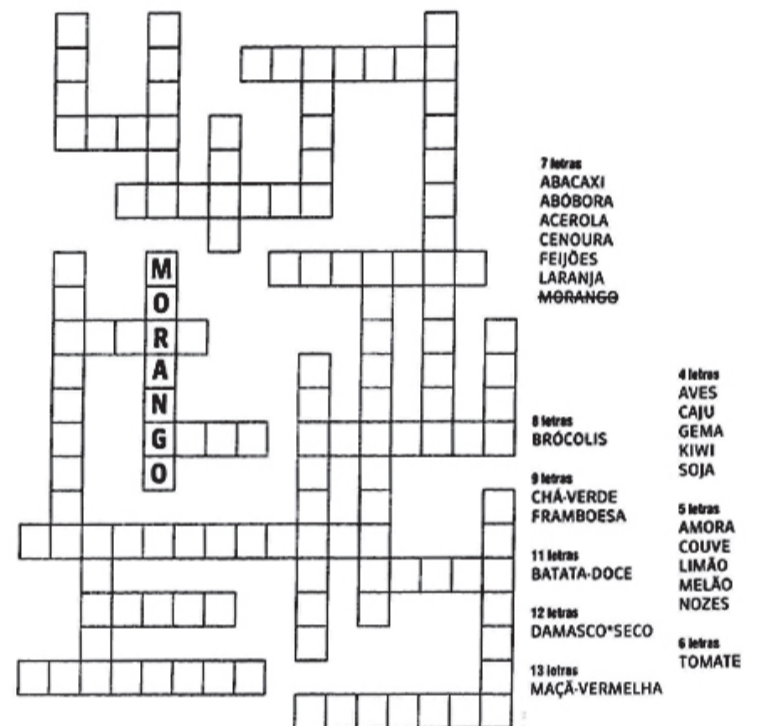 MORANGO
7 letras
ABACAXI
ABÓBORA
ACEROLA
CENOURA
FEIJÕES
LARANJA
MORANGO
8 letras
BRÓCOLIS
9 letras
CHÁ-VERDE
FRAMBOESA
11 letras
BATATA-DOCE
12 letras
DAMASCO*SECO
13 letras
MAÇÃ-VERMELHA
4 letras
AVES
CAJU
GEMA
KIWI
SOJA
5 letras
AMORA
COUVE
LIMÃO
MELÃO
NOZES
6 letras
TOMATE